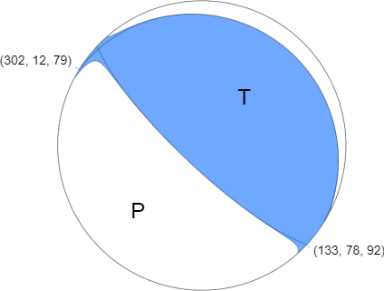 (302, 12, 79)
T
P
(133, 78, 92)